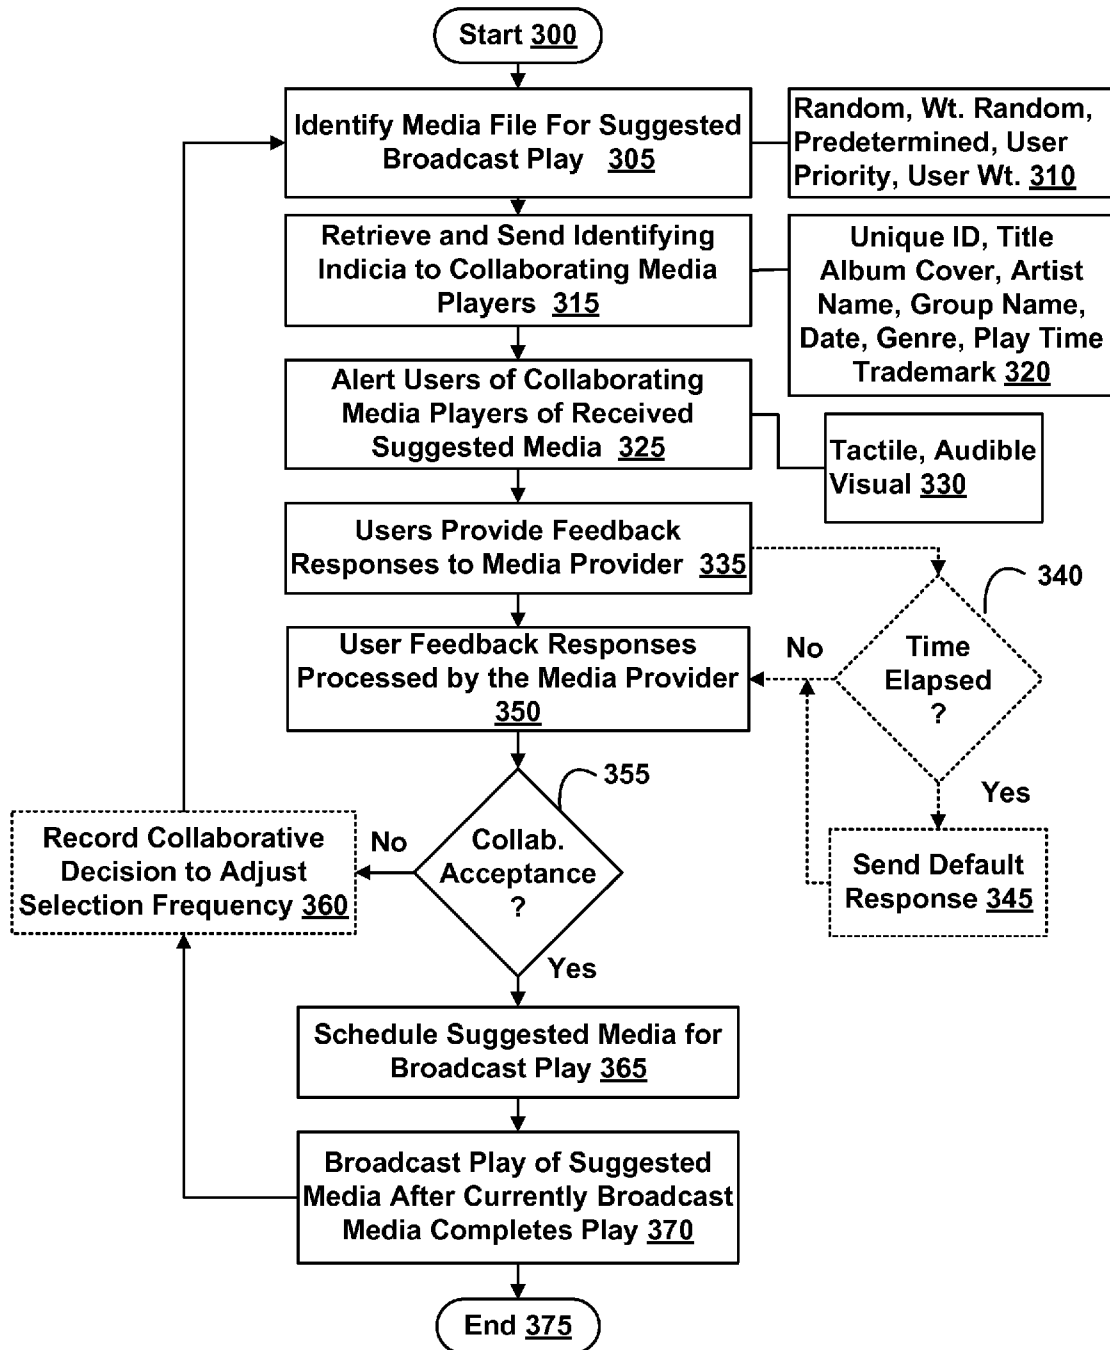 Start 300
Identify Media File For Suggested
Broadcast Play 305
Random, Wt. Random,
Predetermined, User
Priority, User Wt. 310
Retrieve and Send Identifying
Indicia to Collaborating Media
Players 315
Unique ID, Title
Album Cover, Artist
Name, Group Name,
Date, Genre, Play Time
Trademark 320
Alert Users of Collaborating
Media Players of Received
Suggested Media 325
Tactile, Audible
Visual 330
Users Provide Feedback
Responses to Media Provider 335
340
Time
Elapsed
?
No
Yes
Send Default
Response 345
User Feedback Responses
Processed by the Media Provider
350
355
Collab.
Acceptance
?
No
Record Collaborative
Decision to Adjust
Selection Frequency 360
Yes
Schedule Suggested Media for
Broadcast Play 365
Broadcast Play of Suggested
Media After Currently Broadcast
Media Completes Play 370
End 375